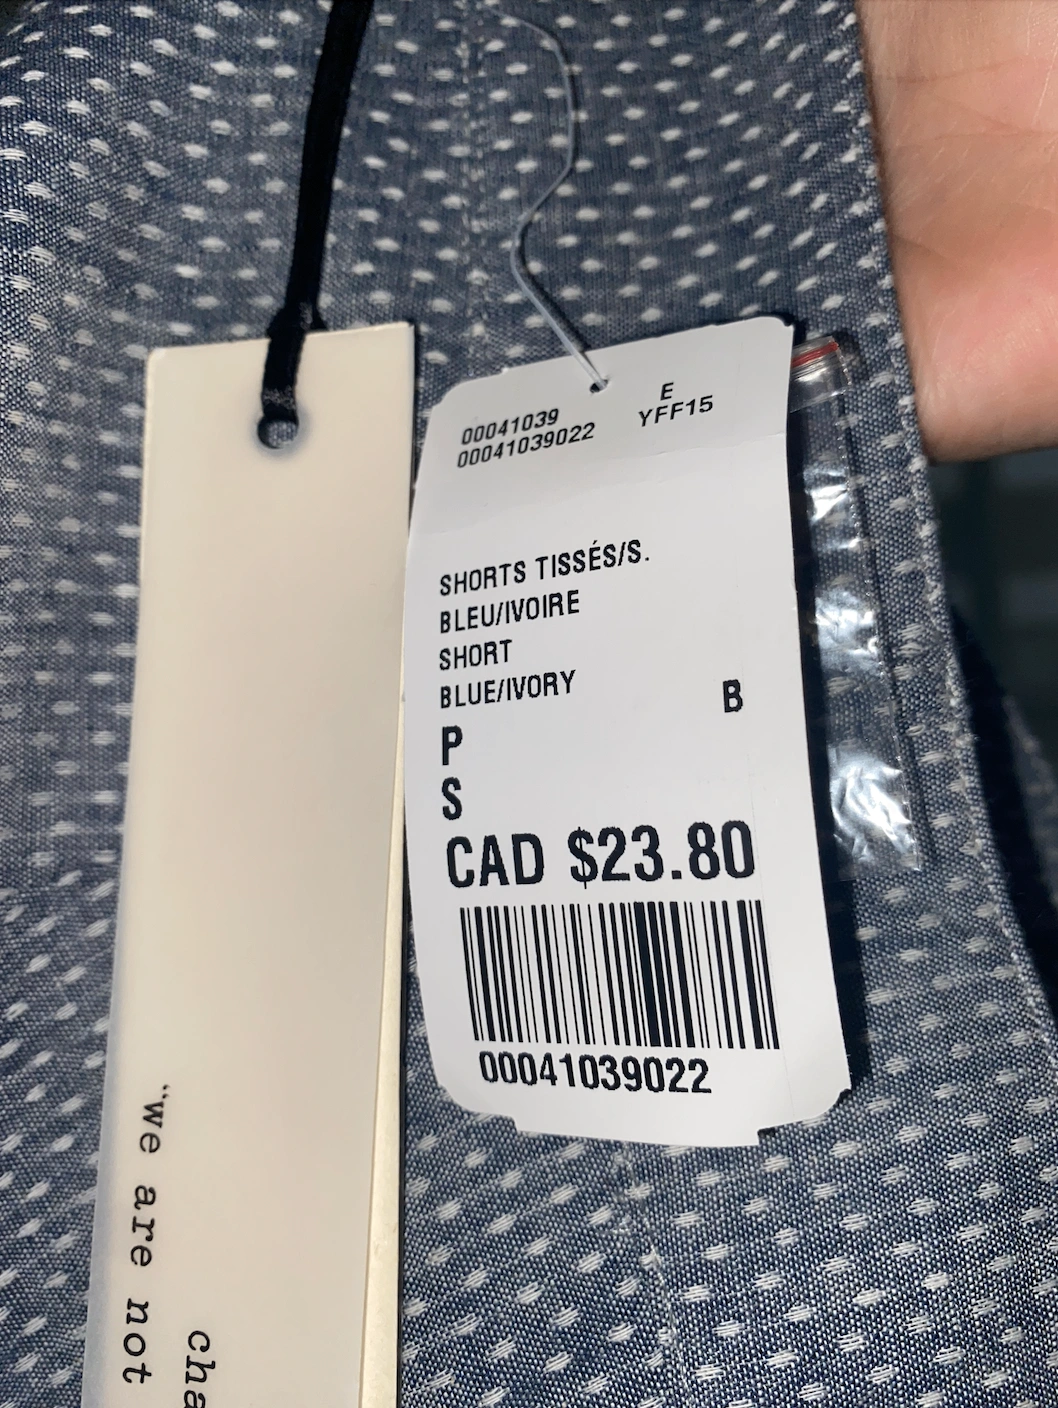 00041039
00041039022
E
YFF15
SHORTS TISSÉS/S.
BLEU/IVOIRE
SHORT
BLUE/IVORY
B
P
S
CAD $23.80
00041039022
"we are not
cha